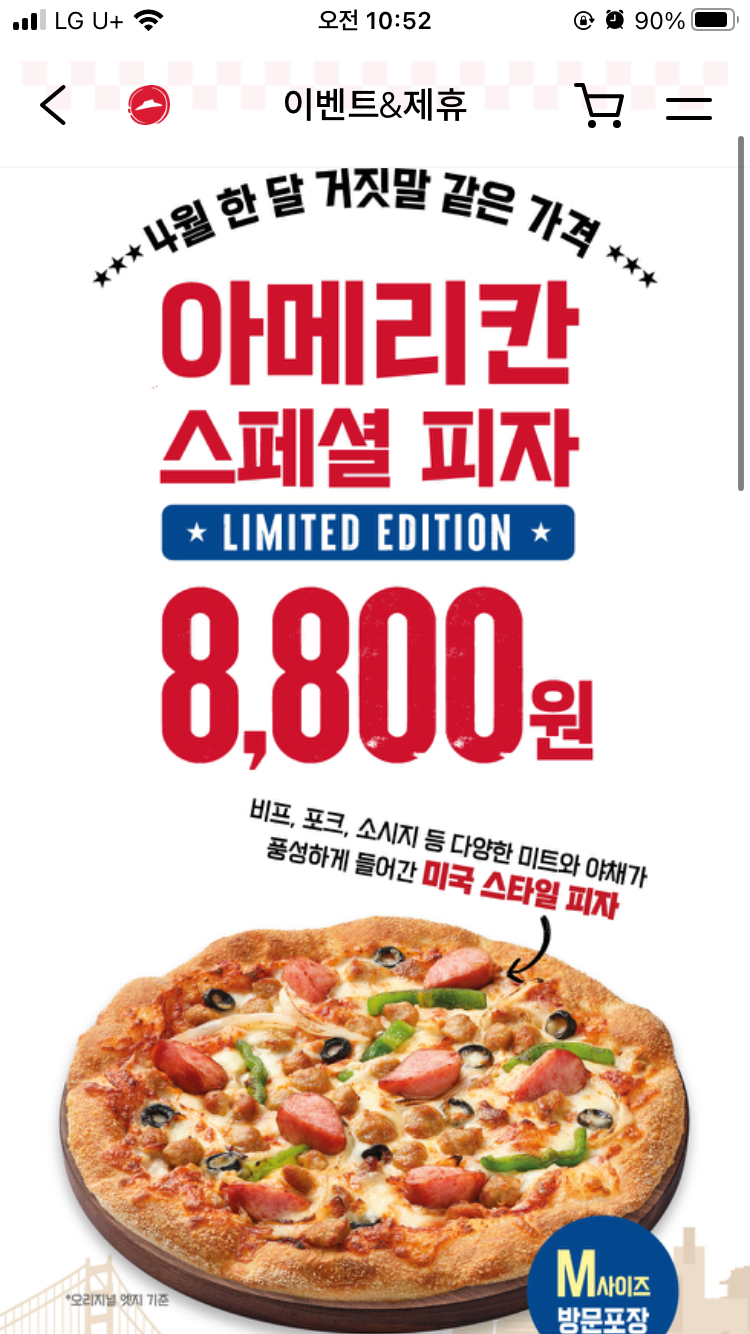 LG U+ 오전 10:52 90%
이벤트&제휴
4월 한 달 거짓말 같은 가격
아메리칸
스페셜 피자
LIMITED EDITION
8,800원
비프, 포크, 소시지 등 다양한 미트와 야채가
풍성하게 들어간 미국 스타일 피자
M사이즈
방문포장
*오리지널 엣지 기준